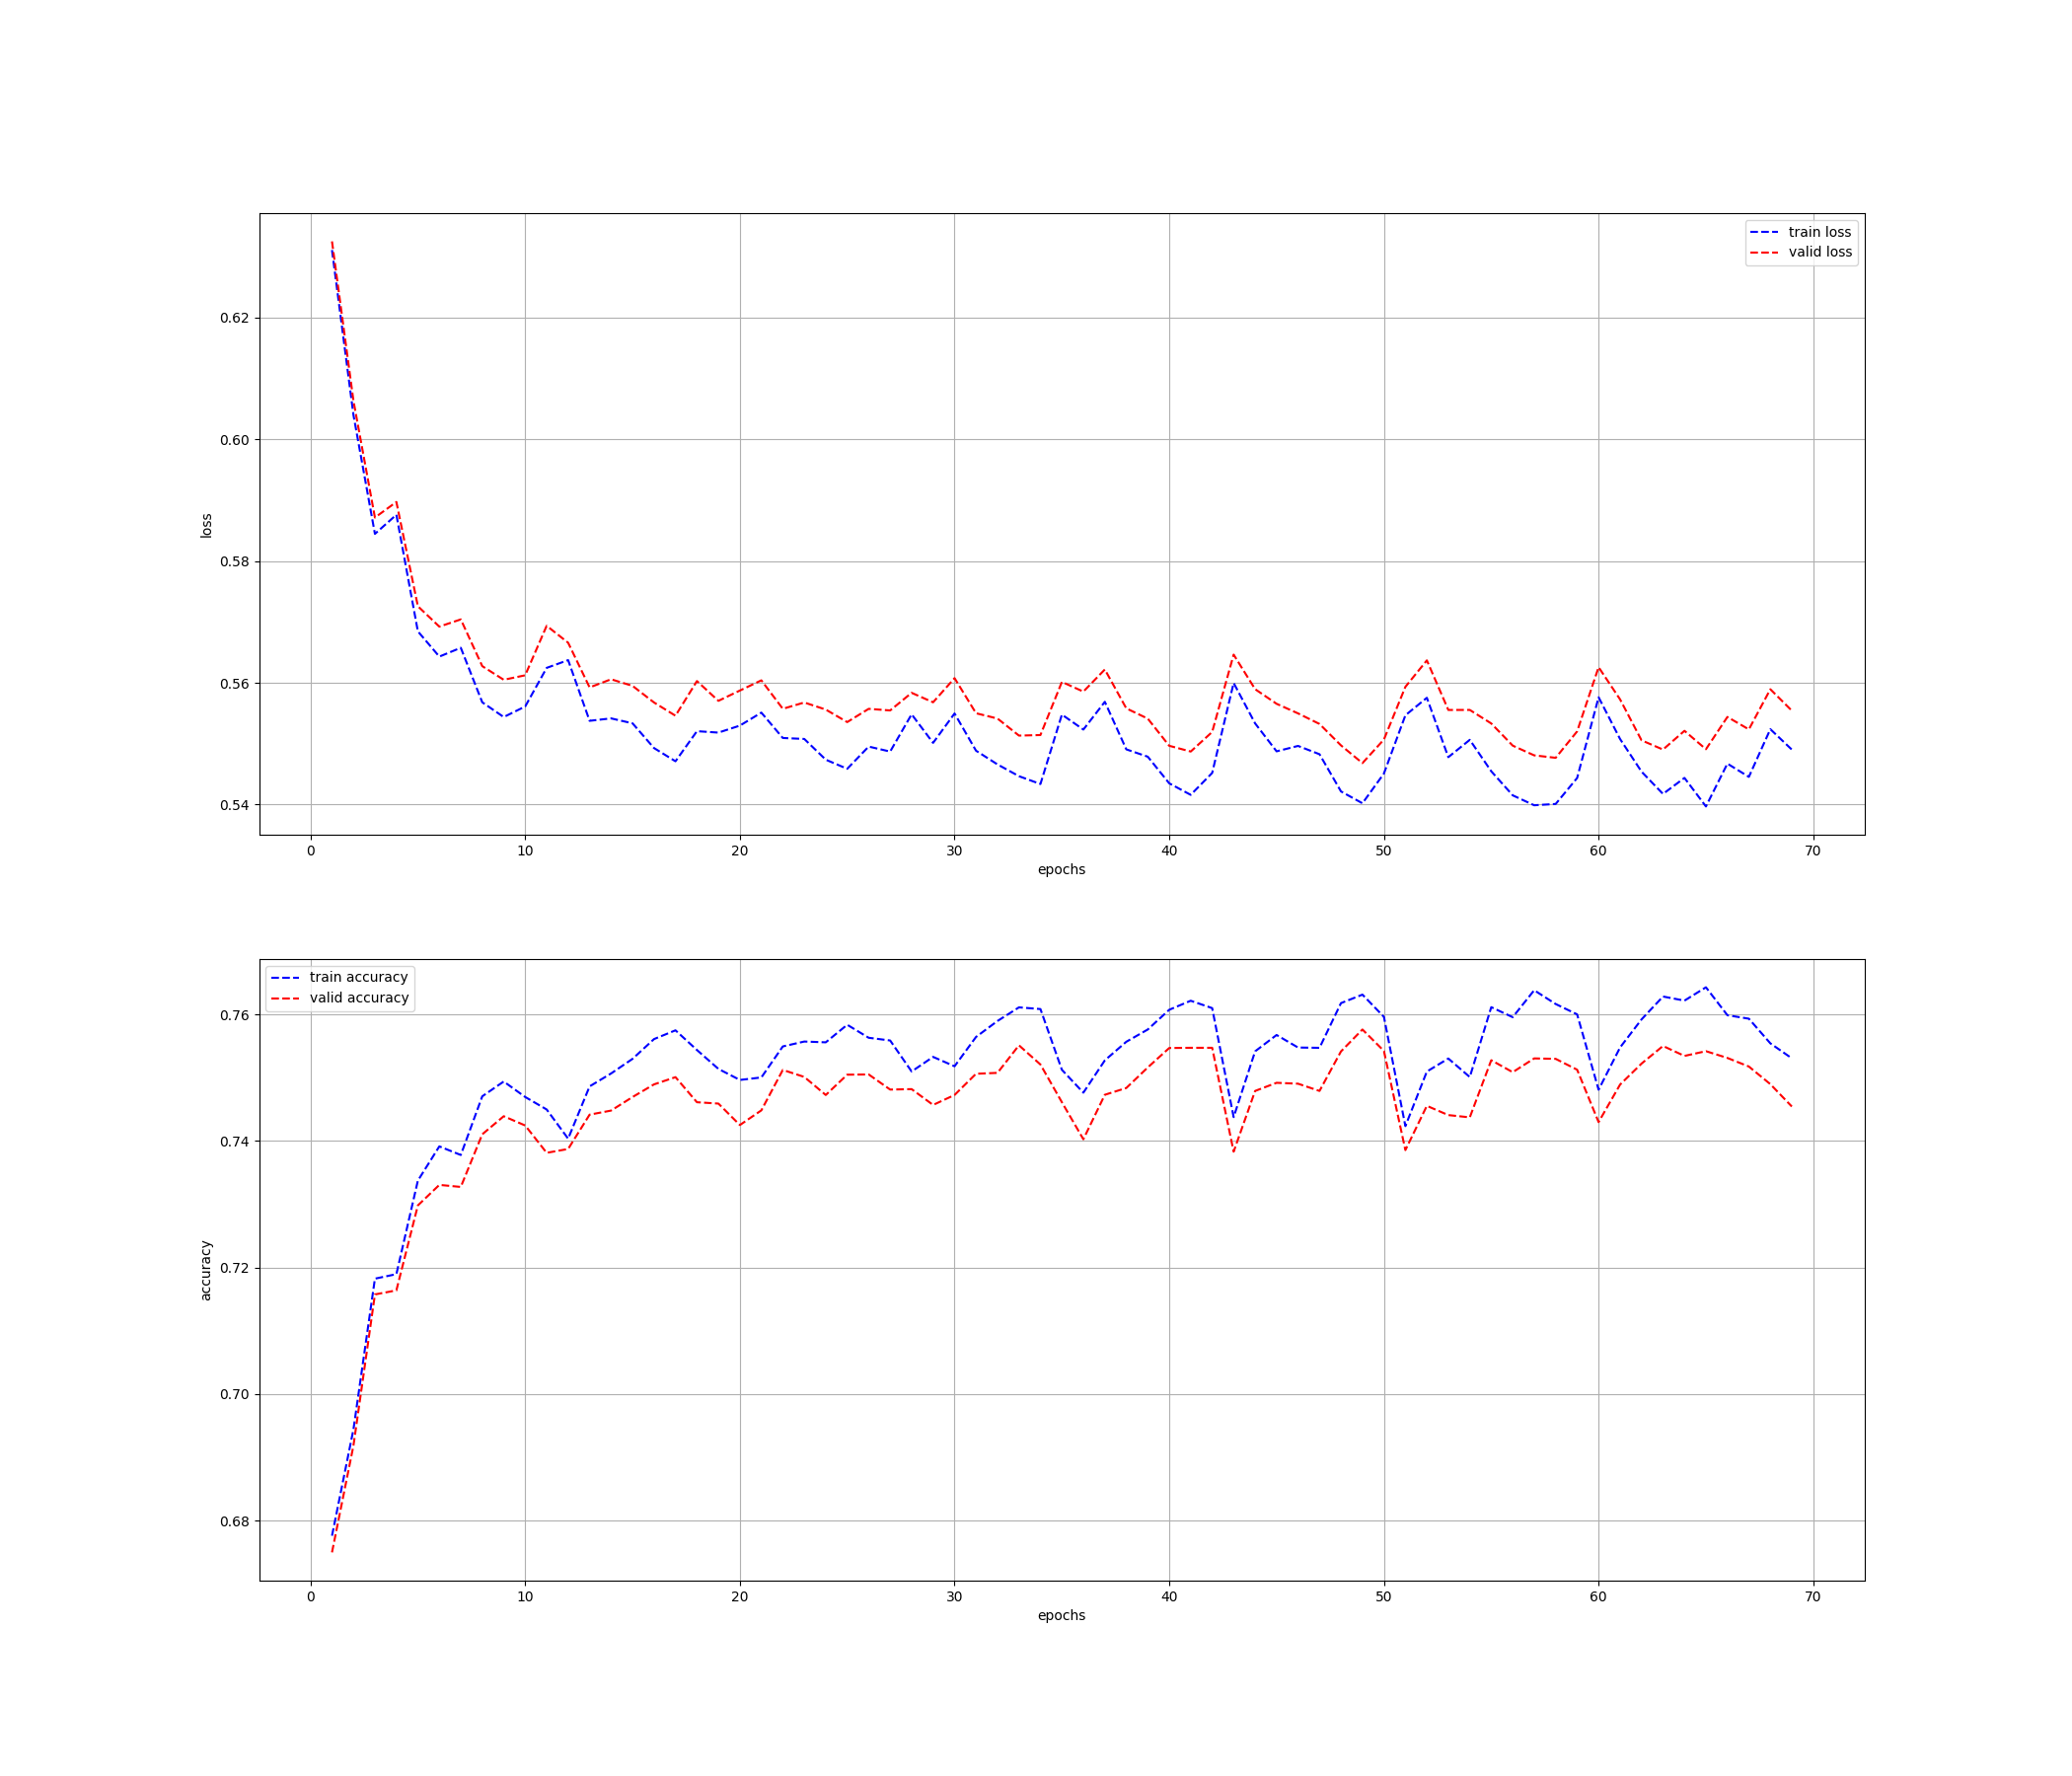 train loss
valid loss
0.62
0.60
0.58
0.56
0.54
loss
0 10 20 30 40 50 60 70
epochs
train accuracy
valid accuracy
0.76
0.74
0.72
0.70
0.68
accuracy
0 10 20 30 40 50 60 70
epochs